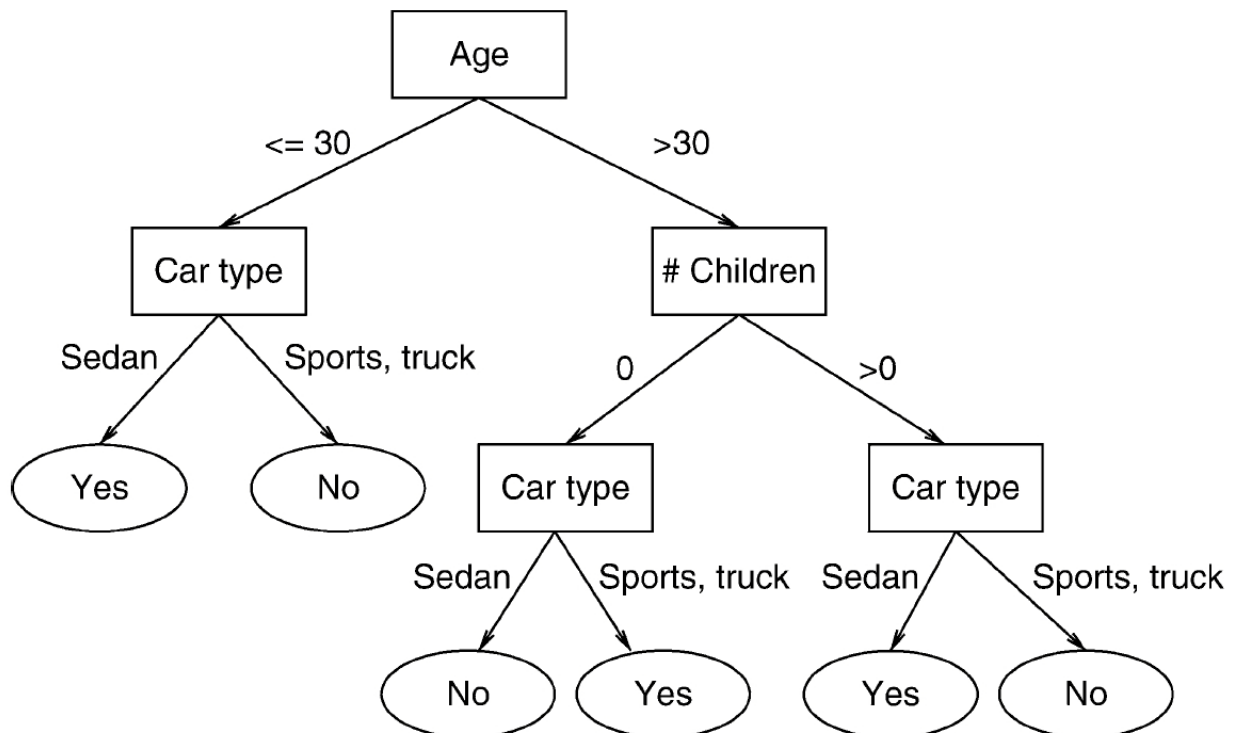 Age
<= 30
>30
Car type
# Children
Sedan
Sports, truck
0
>0
Yes
No
Car type
Car type
Sedan
Sports, truck
Sedan
Sports, truck
No
Yes
Yes
No